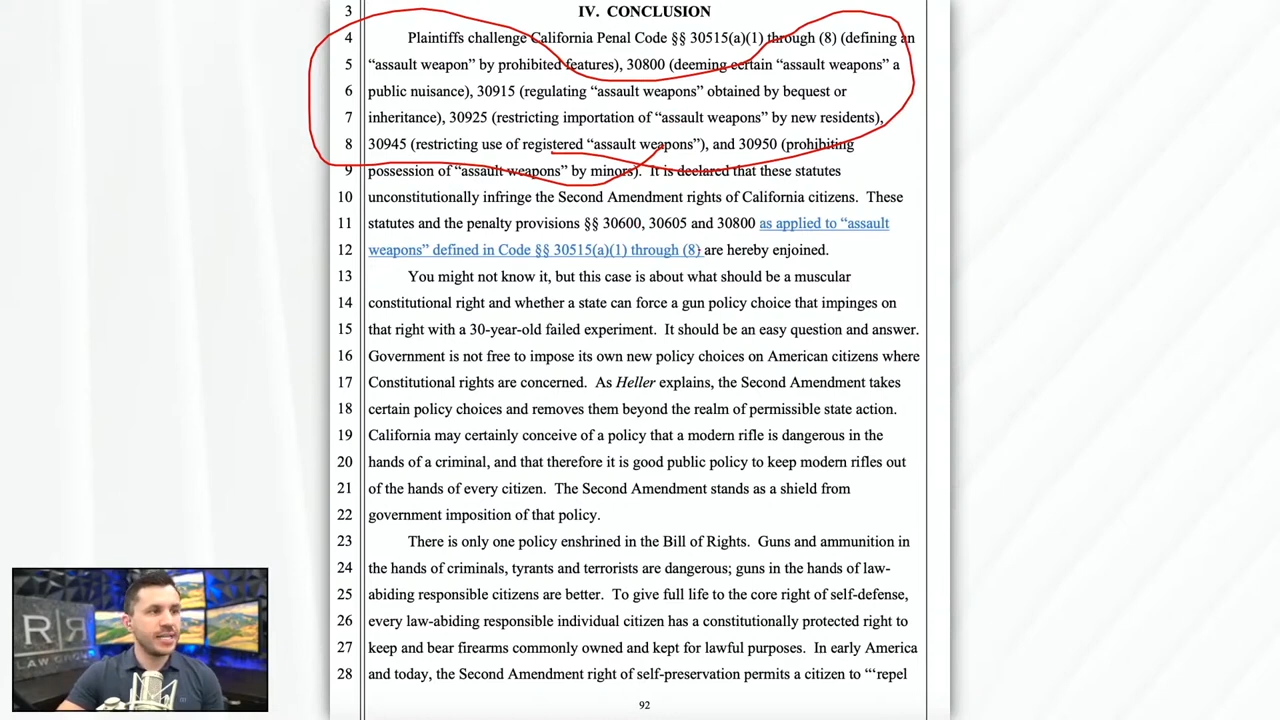 3 IV. CONCLUSION
4 Plaintiffs challenge California Penal Code §§ 30515(a)(1) through (8) (defining an
5 “assault weapon” by prohibited features), 30800 (deeming certain “assault weapons” a
6 public nuisance), 30915 (regulating “assault weapons” obtained by bequest or
7 inheritance), 30925 (restricting importation of “assault weapons” by new residents),
8 30945 (restricting use of registered “assault weapons”), and 30950 (prohibiting
9 possession of “assault weapons” by minors). It is declared that these statutes
10 unconstitutionally infringe the Second Amendment rights of California citizens. These
11 statutes and the penalty provisions §§ 30600, 30605 and 30800 as applied to “assault
12 weapons” defined in Code §§ 30515(a)(1) through (8) are hereby enjoined.
13 You might not know it, but this case is about what should be a muscular
14 constitutional right and whether a state can force a gun policy choice that impinges on
15 that right with a 30-year-old failed experiment. It should be an easy question and answer.
16 Government is not free to impose its own new policy choices on American citizens where
17 Constitutional rights are concerned. As Heller explains, the Second Amendment takes
18 certain policy choices and removes them beyond the realm of permissible state action.
19 California may certainly conceive of a policy that a modern rifle is dangerous in the
20 hands of a criminal, and that therefore it is good public policy to keep modern rifles out
21 of the hands of every citizen. The Second Amendment stands as a shield from
22 government imposition of that policy.
23 There is only one policy enshrined in the Bill of Rights. Guns and ammunition in
24 the hands of criminals, tyrants and terrorists are dangerous; guns in the hands of law-
25 abiding responsible citizens are better. To give full life to the core right of self-defense,
26 every law-abiding responsible individual citizen has a constitutionally protected right to
27 keep and bear firearms commonly owned and kept for lawful purposes. In early America
28 and today, the Second Amendment right of self-preservation permits a citizen to “‘repel
92
R|R
LAW GROUP